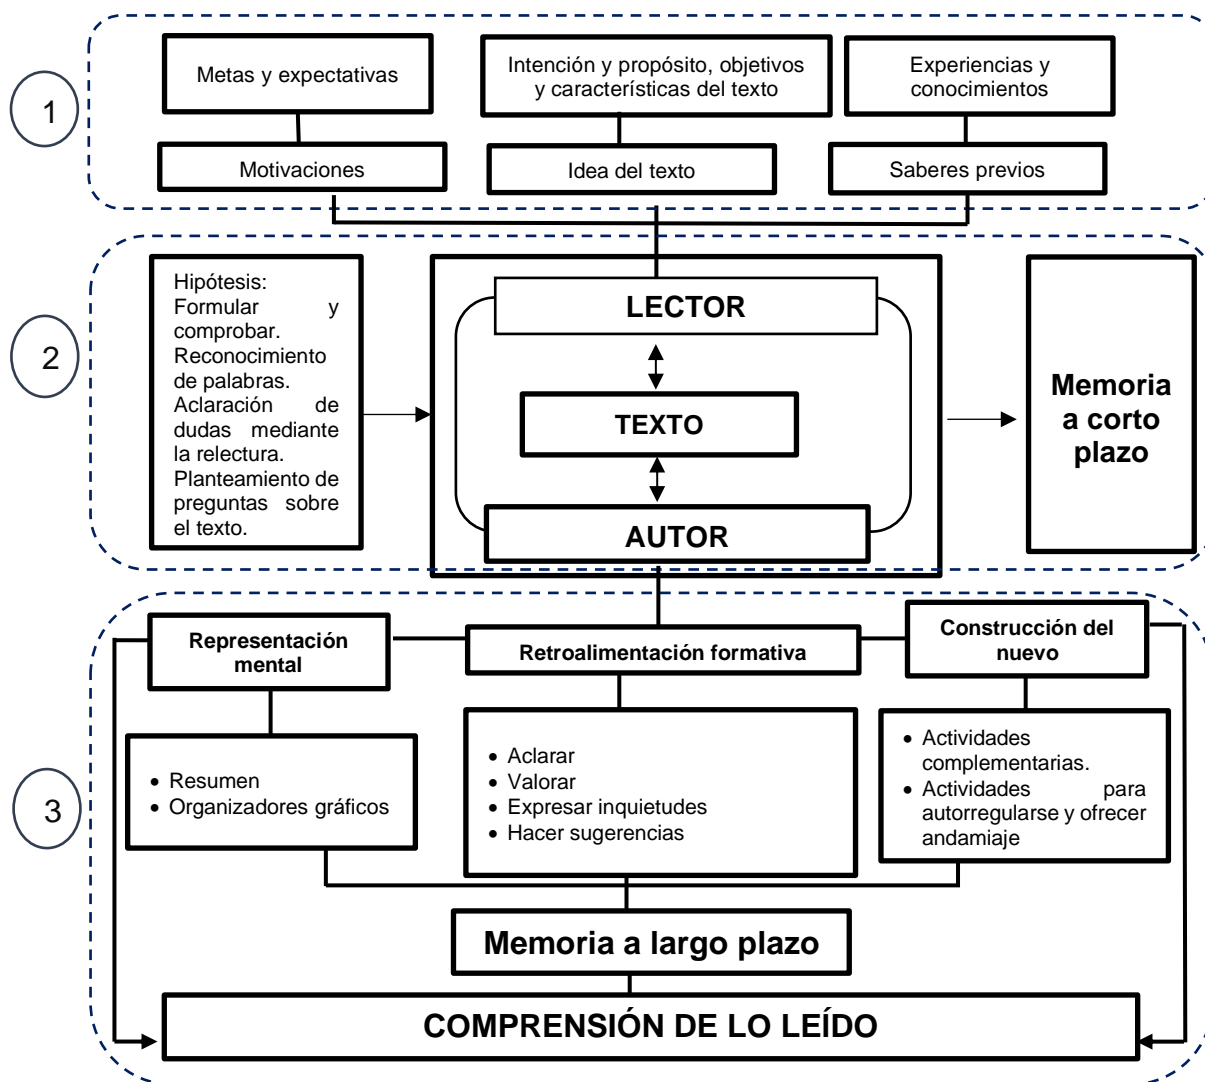 1
Metas y expectativas
Intención y propósito, objetivos
y características del texto
Experiencias y
conocimientos
Motivaciones
Idea del texto
Saberes previos
2
Hipótesis:
Formular y
comprobar.
Reconocimiento
de palabras.
Aclaración de
dudas mediante
la relectura.
Planteamiento de
preguntas sobre
el texto.
LECTOR
TEXTO
AUTOR
Memoria
a corto
plazo
3
Representación
mental
Retroalimentación formativa
Construcción del
nuevo
• Resumen
• Organizadores gráficos
• Aclarar
• Valorar
• Expresar inquietudes
• Hacer sugerencias
• Actividades
complementarias.
• Actividades para
autorregularse y ofrecer
andamiaje
Memoria a largo plazo
COMPRENSIÓN DE LO LEÍDO